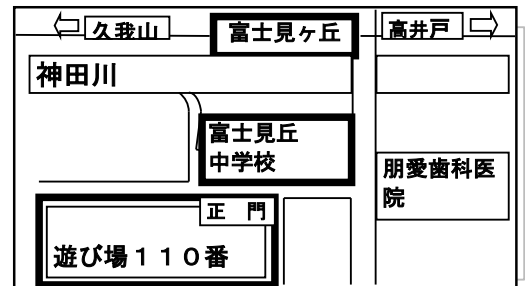 久我山
富士見ヶ丘
高井戸
神田川
富士見丘
中学校
朋愛歯科医
院
正 門
遊び場１１０番